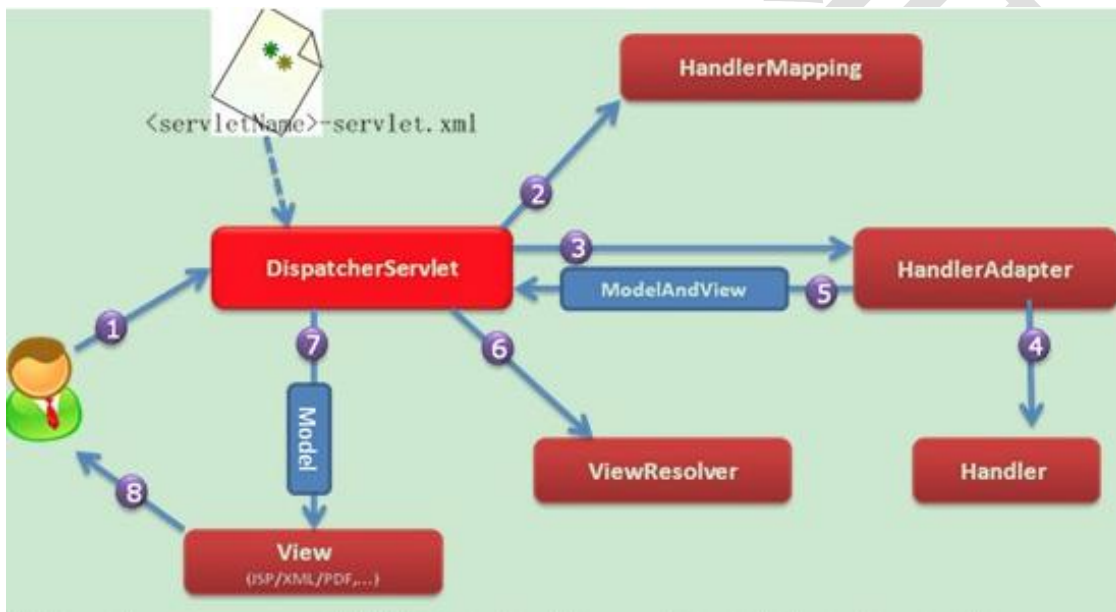 <servletName>-servlet.xml
HandlerMapping
2
3
DispatcherServlet
ModelAndView
5
HandlerAdapter
1
7
6
4
Model
ViewResolver
Handler
8
View
(JSP/XML/PDF,...)